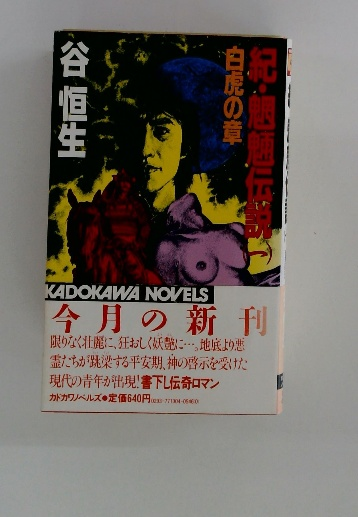 紀・魍魎伝説(一)
白虎の章
谷恒生
KADOKAWA NOVELS
今月の新刊
限りなく壮麗に、狂おしく妖艶に…。地底より悪
霊たちが跳梁する平安期、神の啓示を受けた
現代の青年が出現！書下し伝奇ロマン
カドカワノベルズ●定価640円